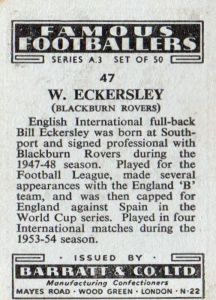 FAMOUS
FOOTBALLERS
SERIES A.3 SET OF 50
47
W. ECKERSLEY
(BLACKBURN ROVERS)
English International full-back
Bill Eckersley was born at South-
port and signed professional with
Blackburn Rovers during the
1947-48 season. Played for the
Football League, made several
appearances with the England 'B'
team, and was then capped for
England against Spain in the
World Cup series. Played in four
International matches during the
1953-54 season.
ISSUED BY
BARRATT & CO. LTD.
Manufacturing Confectioners
MAYES ROAD · WOOD GREEN · LONDON · N·22